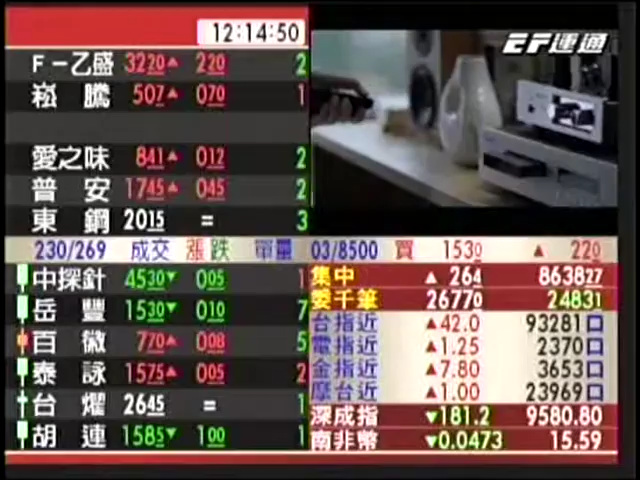 12:14:50
EF運通
F－乙盛 3220▲ 220 2
崧騰 507▲ 070 1
愛之味 841▲ 012 2
普安 1745▲ 045 2
東鋼 2015 = 3
230/269 成交 漲跌 單量 03/8500 買 1530 ▲ 220
中探針 4530▼ 005 1
集中 ▲ 264 863827
岳豐 1530▼ 010 7
委千筆 26770 24831
百徽 770▲ 008 5
台指近 ▲42.0 93281口
電指近 ▲1.25 2370口
泰詠 1575▲ 005 2
金指近 ▲7.80 3653口
台燿 2645 = 1
摩台近 ▲1.00 23969口
深成指 ▼181.2 9580.80
胡連 1585▼ 100 1
南非幣 ▼0.0473 15.59